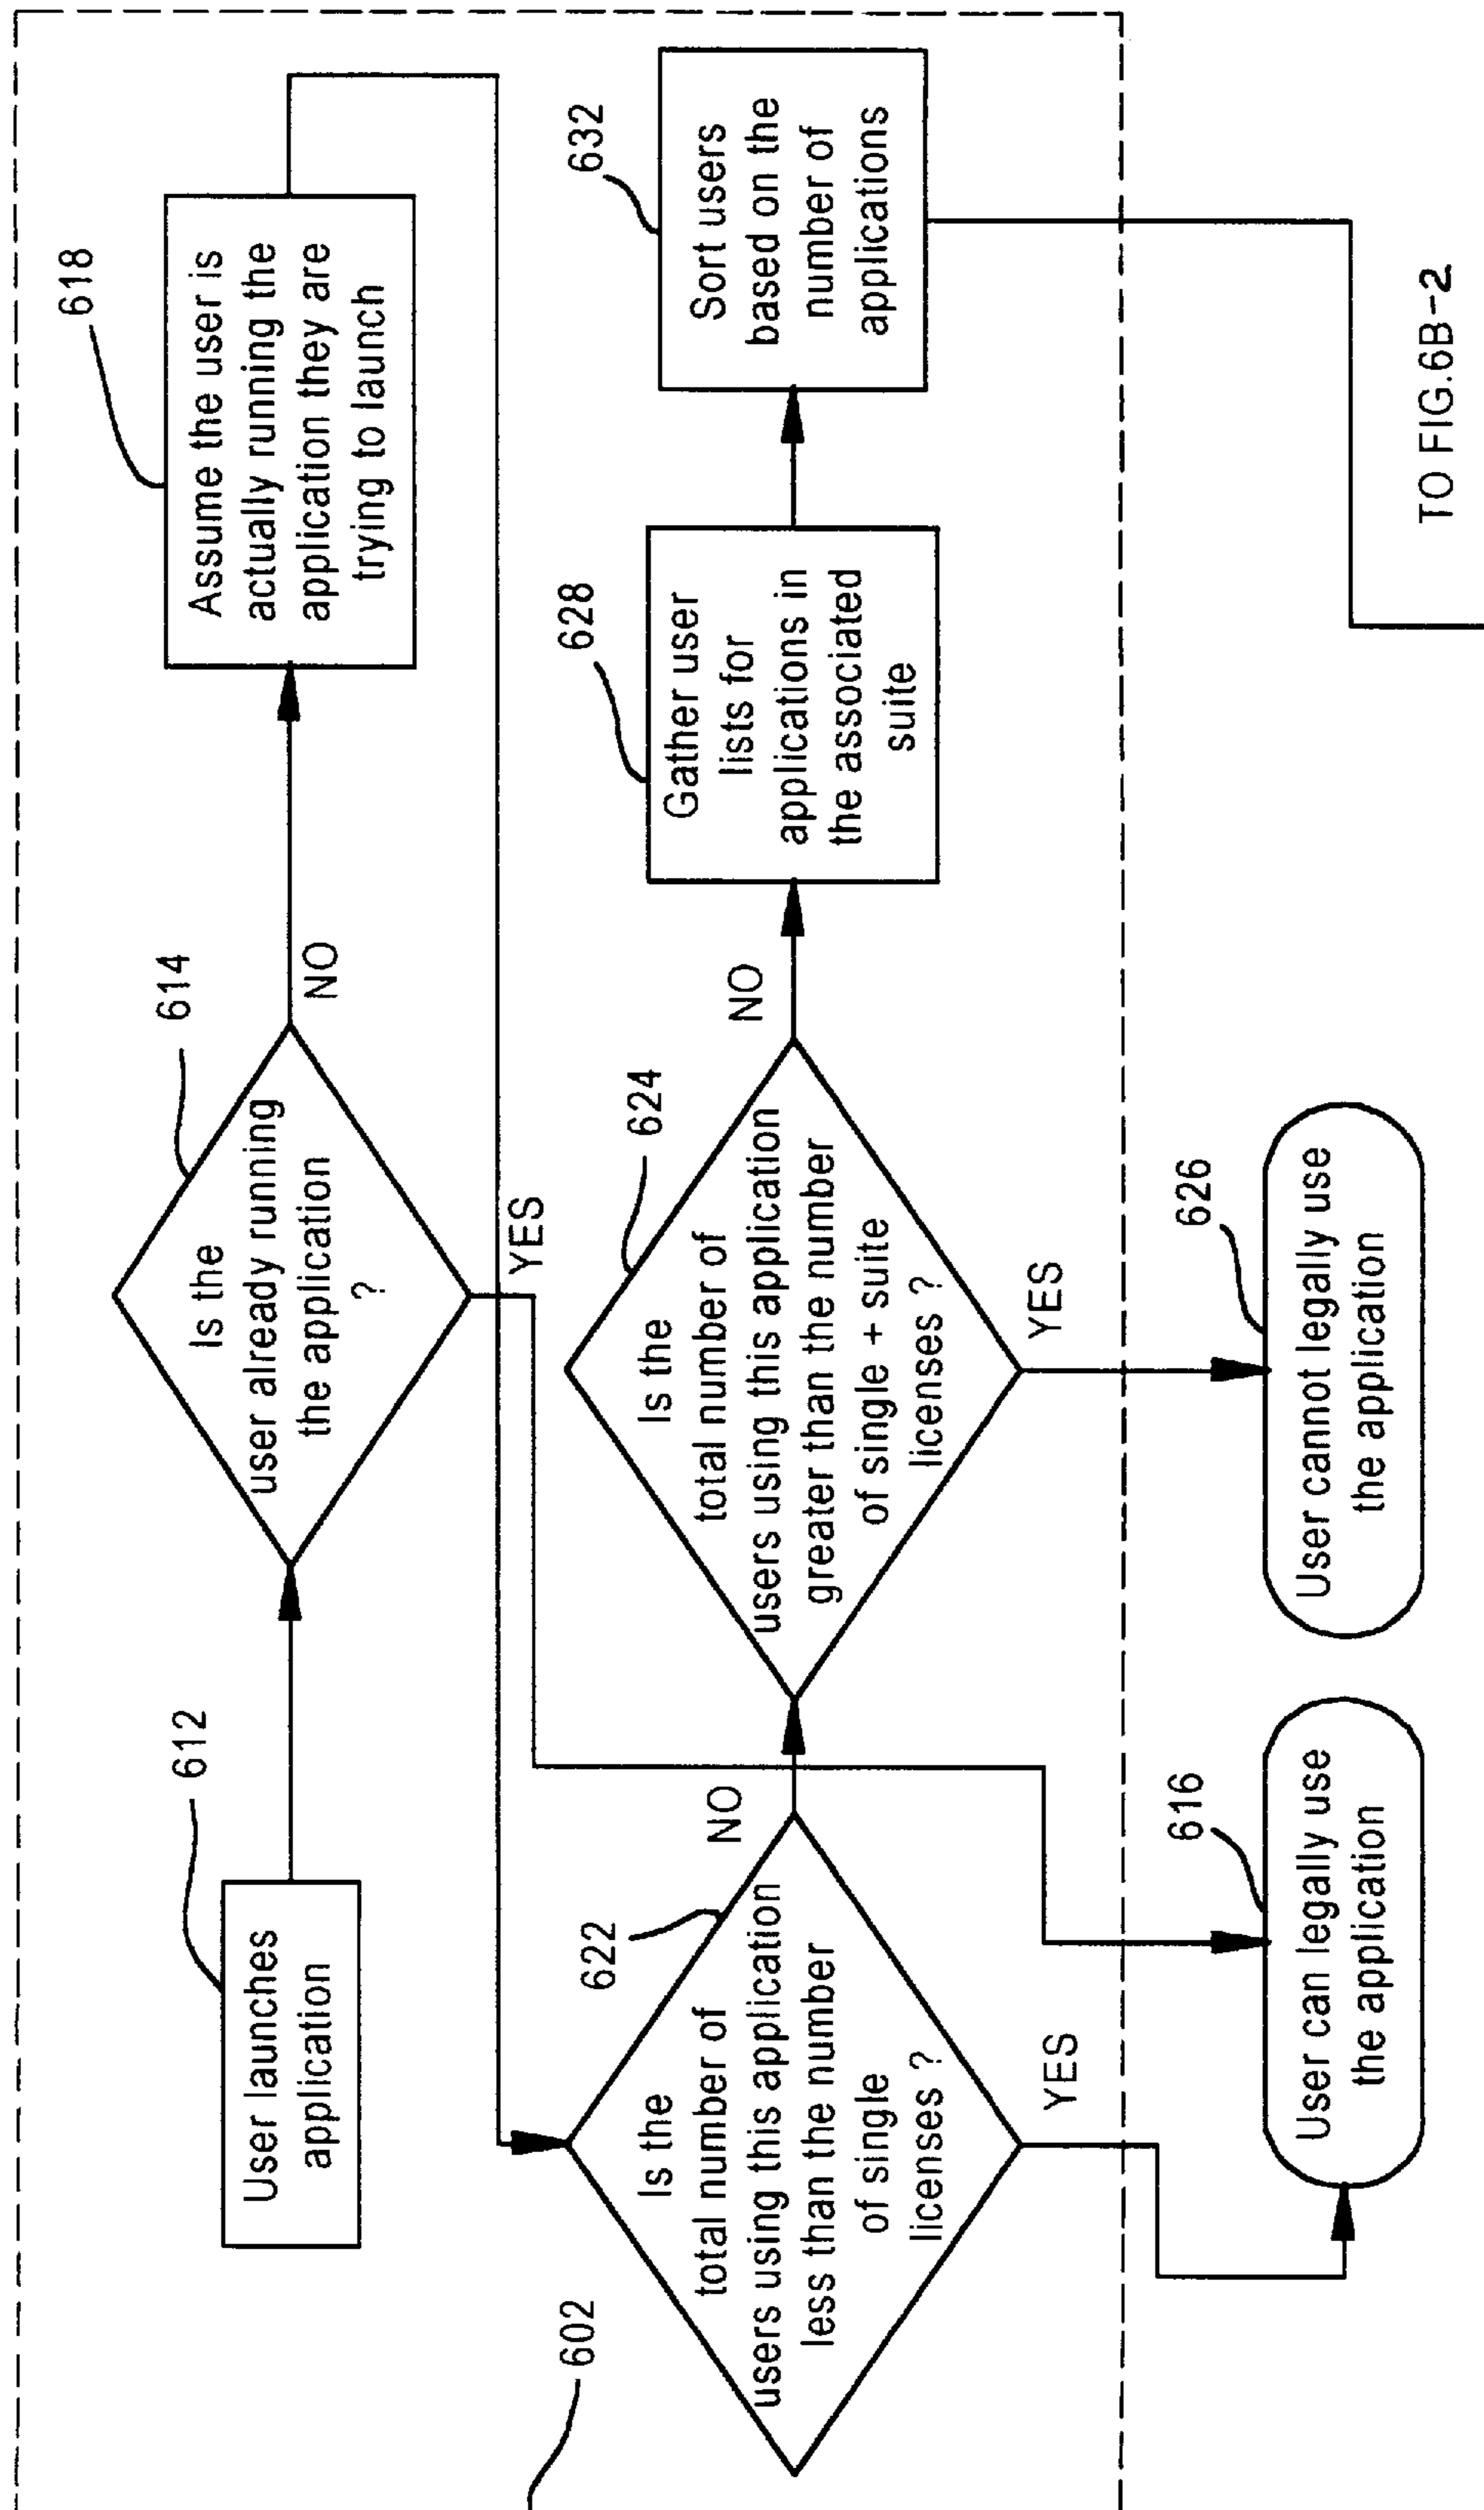 612
User launches
application
614
Is the
user already running
the application
?
NO
YES
618
Assume the user is
actually running the
application they are
trying to launch
602
622
Is the
total number of
users using this application
less than the number
of single
licenses ?
NO
YES
624
Is the
total number of
users using this application
greater than the number
of single + suite
licenses ?
NO
YES
628
Gather user
lists for
applications in
the associated
suite
632
Sort users
based on the
number of
applications
616
User can legally use
the application
626
User cannot legally use
the application
TO FIG.6B-2